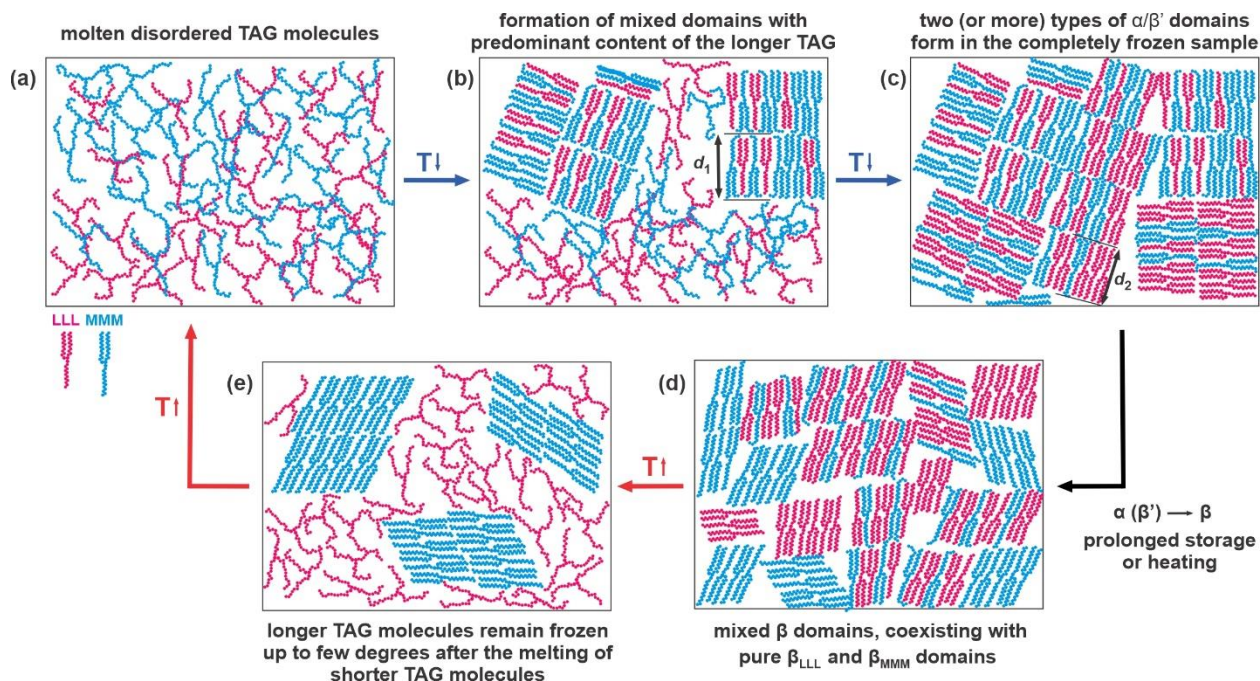 molten disordered TAG molecules
(a)
formation of mixed domains with
predominant content of the longer TAG
(b)
d1
two (or more) types of α/β’ domains
form in the completely frozen sample
(c)
d2
T↓
T↓
LLL MMM
T↑
(e)
longer TAG molecules remain frozen
up to few degrees after the melting of
shorter TAG molecules
T↑
(d)
mixed β domains, coexisting with
pure βLLL and βMMM domains
α (β’) → β
prolonged storage
or heating